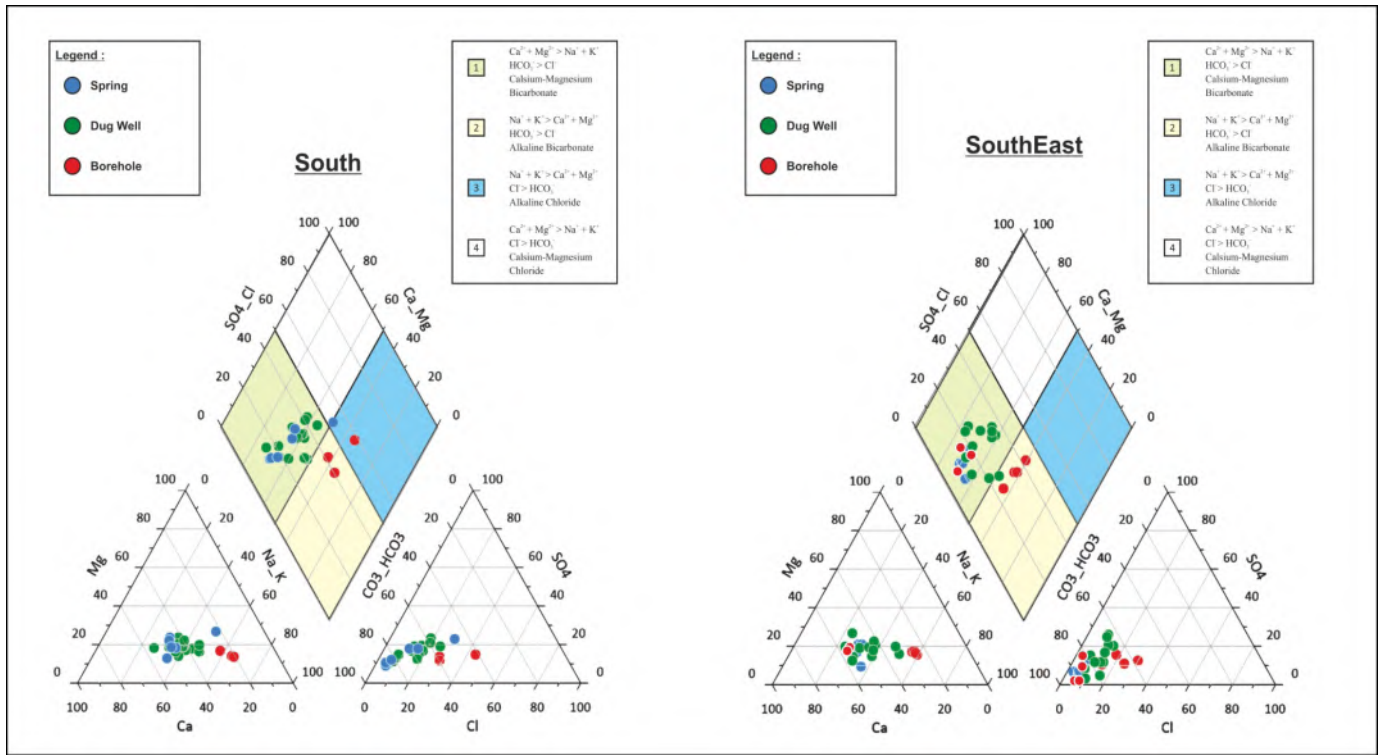 Legend :
Spring
Dug Well
Borehole
South
1
Ca²⁺ + Mg²⁺ > Na⁺ + K⁺
HCO₃⁻ > Cl⁻
Calsium-Magnesium
Bicarbonate
2
Na⁺ + K⁺ > Ca²⁺ + Mg²⁺
HCO₃⁻ > Cl⁻
Alkaline Bicarbonate
3
Na⁺ + K⁺ > Ca²⁺ + Mg²⁺
Cl > HCO₃⁻
Alkaline Chloride
4
Ca²⁺ + Mg²⁺ > Na⁺ + K⁺
Cl > HCO₃⁻
Calsium-Magnesium
Chloride
100 100
80 80
60 60
40 40
20 20
0 0
SO4_Cl
Ca_Mg
100 0
80 20
60 40
40 60
20 80
0 100
Mg
Na_K
100 80 60 40 20 0
Ca
0 100
20 80
40 60
60 40
80 20
100 0
CO3_HCO3
SO4
0 20 40 60 80 100
Cl
Legend :
Spring
Dug Well
Borehole
SouthEast
1
Ca²⁺ + Mg²⁺ > Na⁺ + K⁺
HCO₃⁻ > Cl⁻
Calsium-Magnesium
Bicarbonate
2
Na⁺ + K⁺ > Ca²⁺ + Mg²⁺
HCO₃⁻ > Cl⁻
Alkaline Bicarbonate
3
Na⁺ + K⁺ > Ca²⁺ + Mg²⁺
Cl > HCO₃⁻
Alkaline Chloride
4
Ca²⁺ + Mg²⁺ > Na⁺ + K⁺
Cl > HCO₃⁻
Calsium-Magnesium
Chloride
100 100
80 80
60 60
40 40
20 20
0 0
SO4_Cl
Ca_Mg
100 0
80 20
60 40
40 60
20 80
0 100
Mg
Na_K
100 80 60 40 20 0
Ca
0 100
20 80
40 60
60 40
80 20
100 0
CO3_HCO3
SO4
0 20 40 60 80 100
Cl